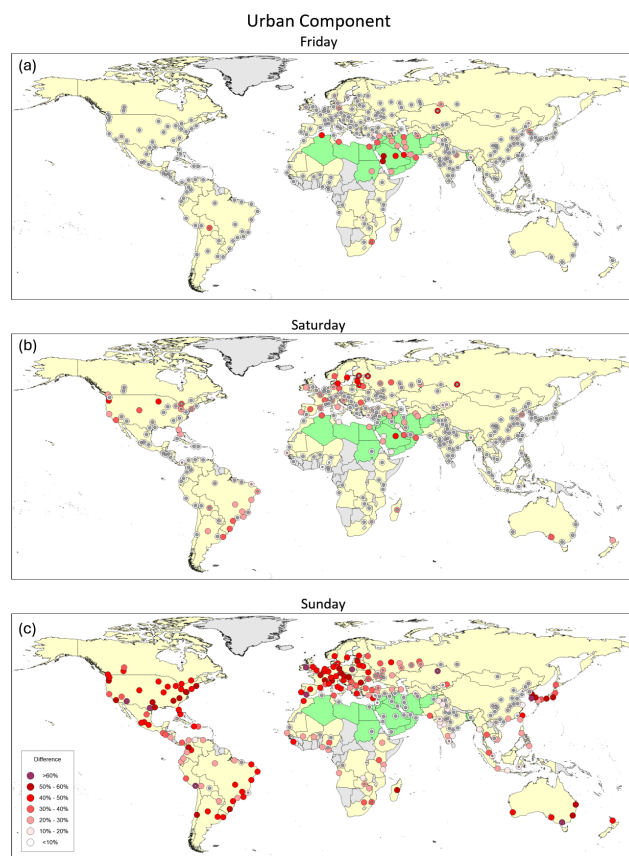 Urban Component
Friday
(a)
Saturday
(b)
Sunday
(c)
Difference
>60%
50% - 60%
40% - 50%
30% - 40%
20% - 30%
10% - 20%
<10%